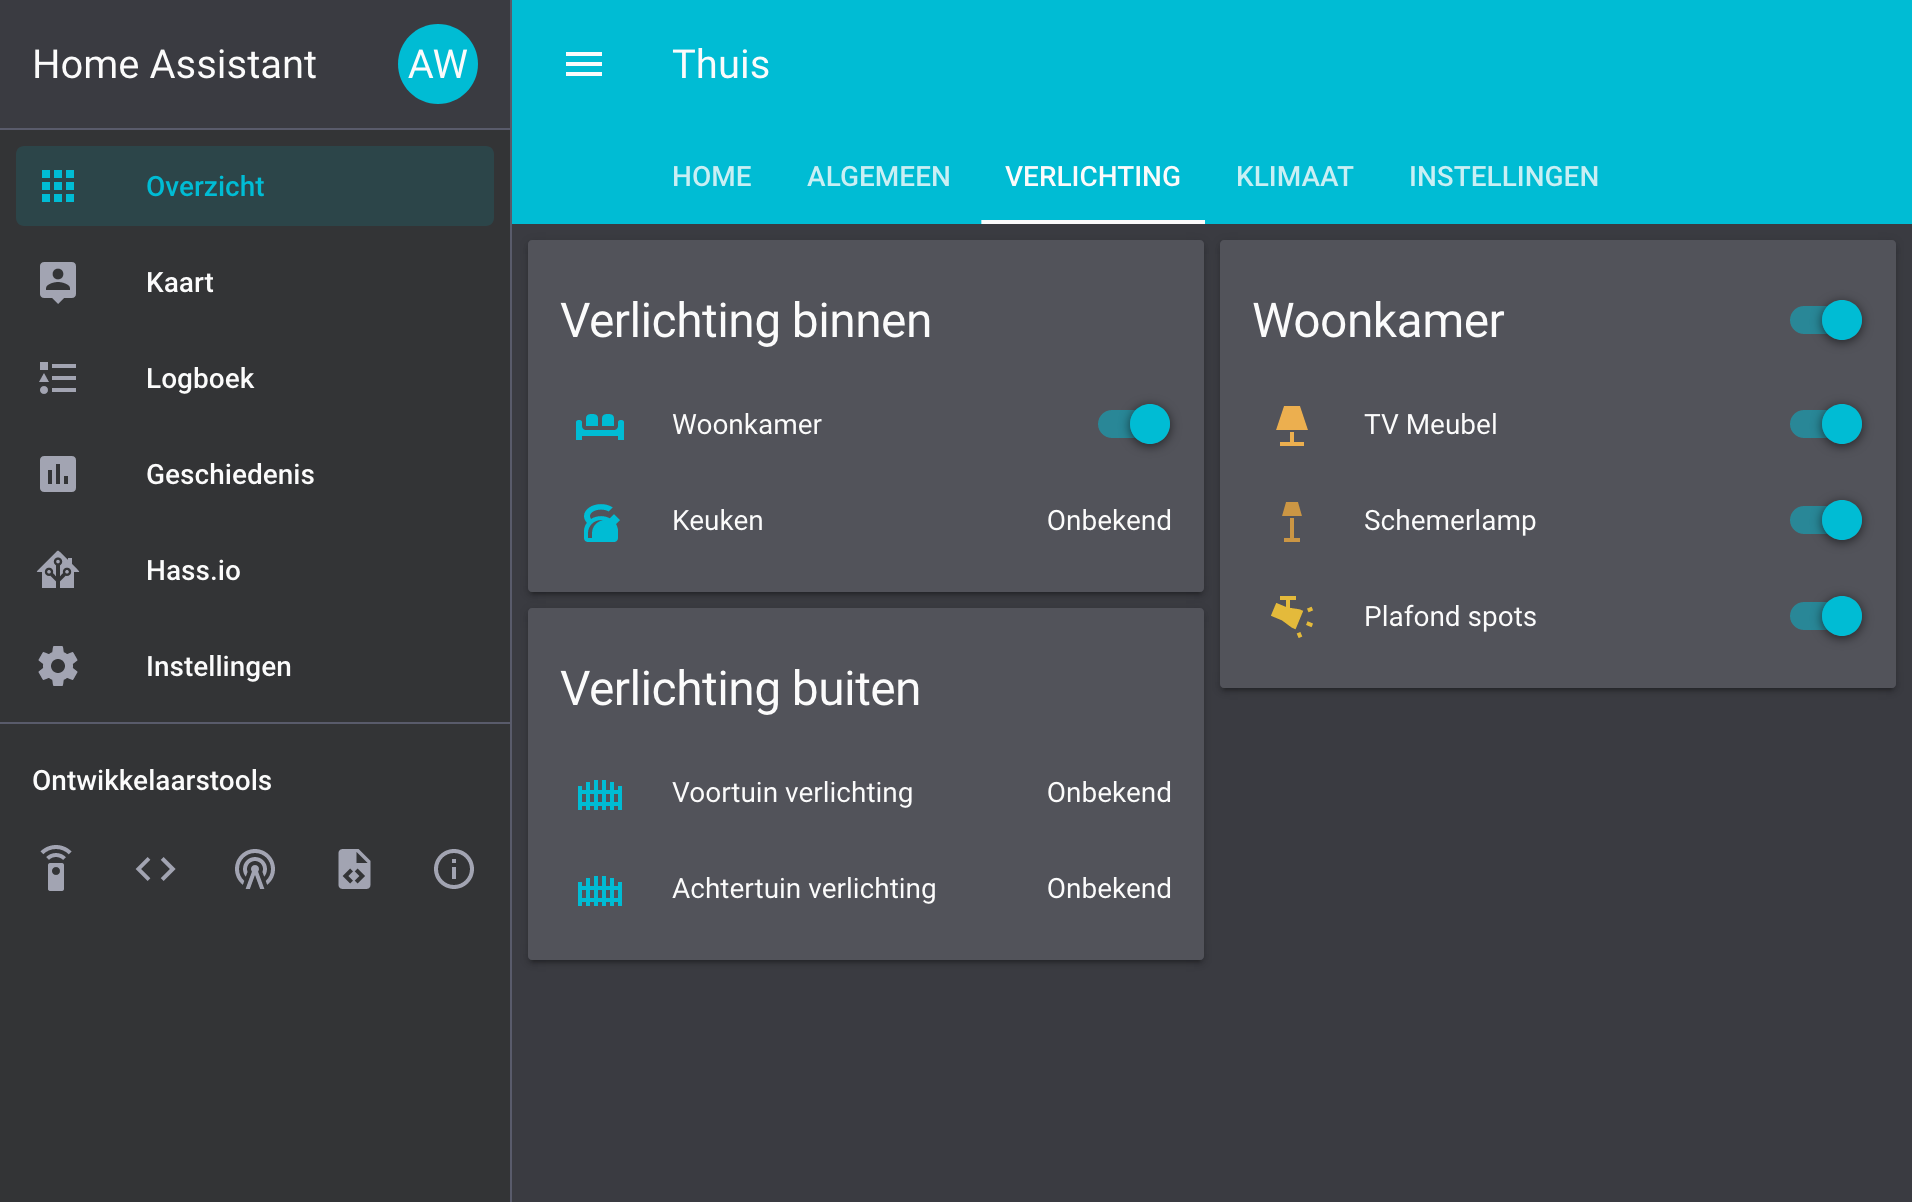 Home Assistant
AW
Overzicht
Kaart
Logboek
Geschiedenis
Hass.io
Instellingen
Ontwikkelaarstools
Thuis
HOME ALGEMEEN VERLICHTING KLIMAAT INSTELLINGEN
Verlichting binnen
Woonkamer
Keuken Onbekend
Verlichting buiten
Voortuin verlichting Onbekend
Achtertuin verlichting Onbekend
Woonkamer
TV Meubel
Schemerlamp
Plafond spots